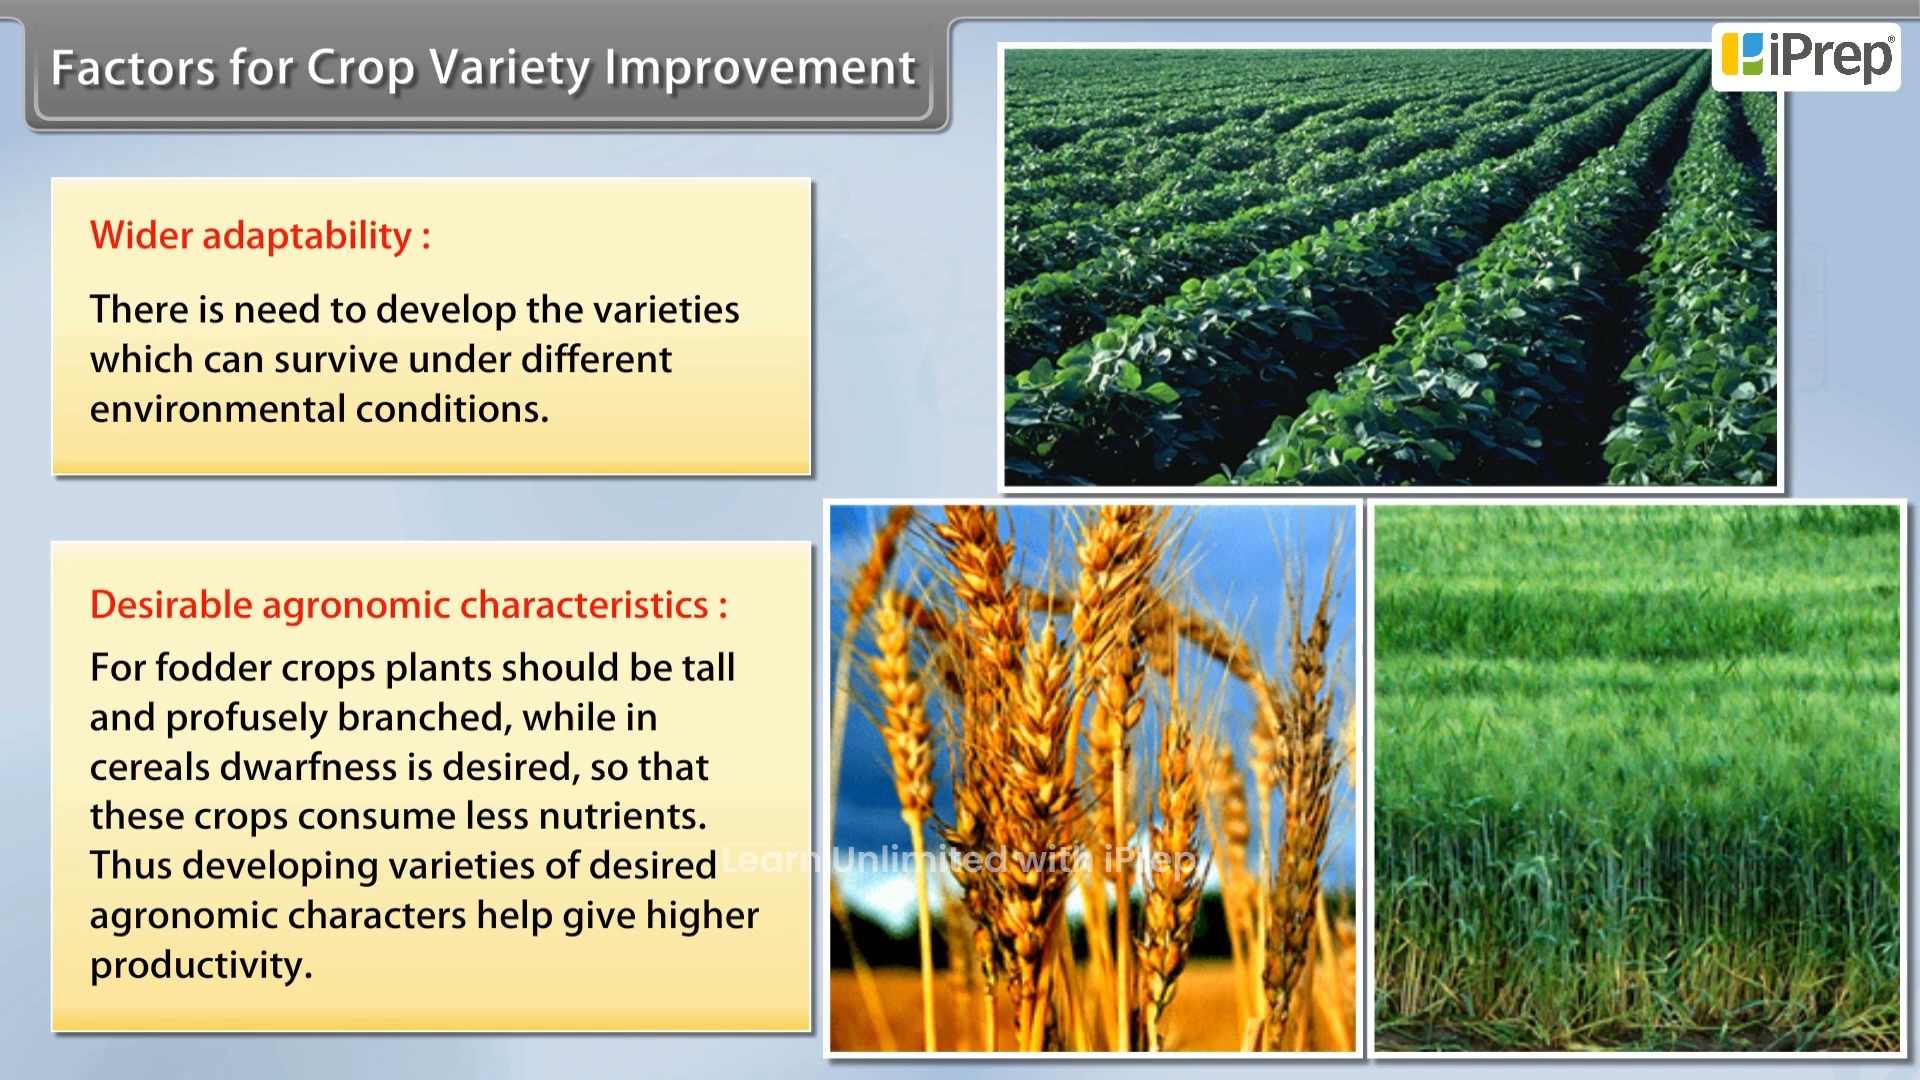 Factors for Crop Variety Improvement
iPrep®
Wider adaptability :
There is need to develop the varieties
which can survive under different
environmental conditions.
Desirable agronomic characteristics :
For fodder crops plants should be tall
and profusely branched, while in
cereals dwarfness is desired, so that
these crops consume less nutrients.
Thus developing varieties of desired
agronomic characters help give higher
productivity.
Learn Unlimited with iPrep